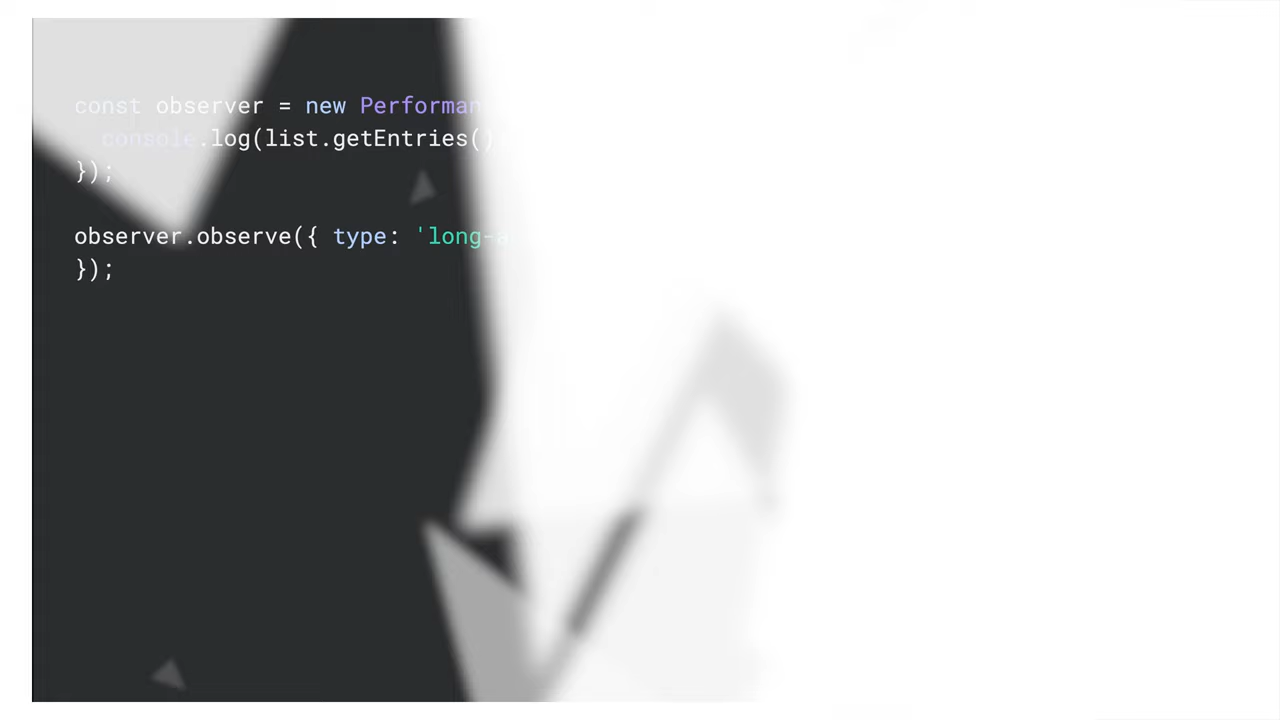 const observer = new Performan
console.log(list.getEntries()
});
observer.observe({ type: 'long-a
});